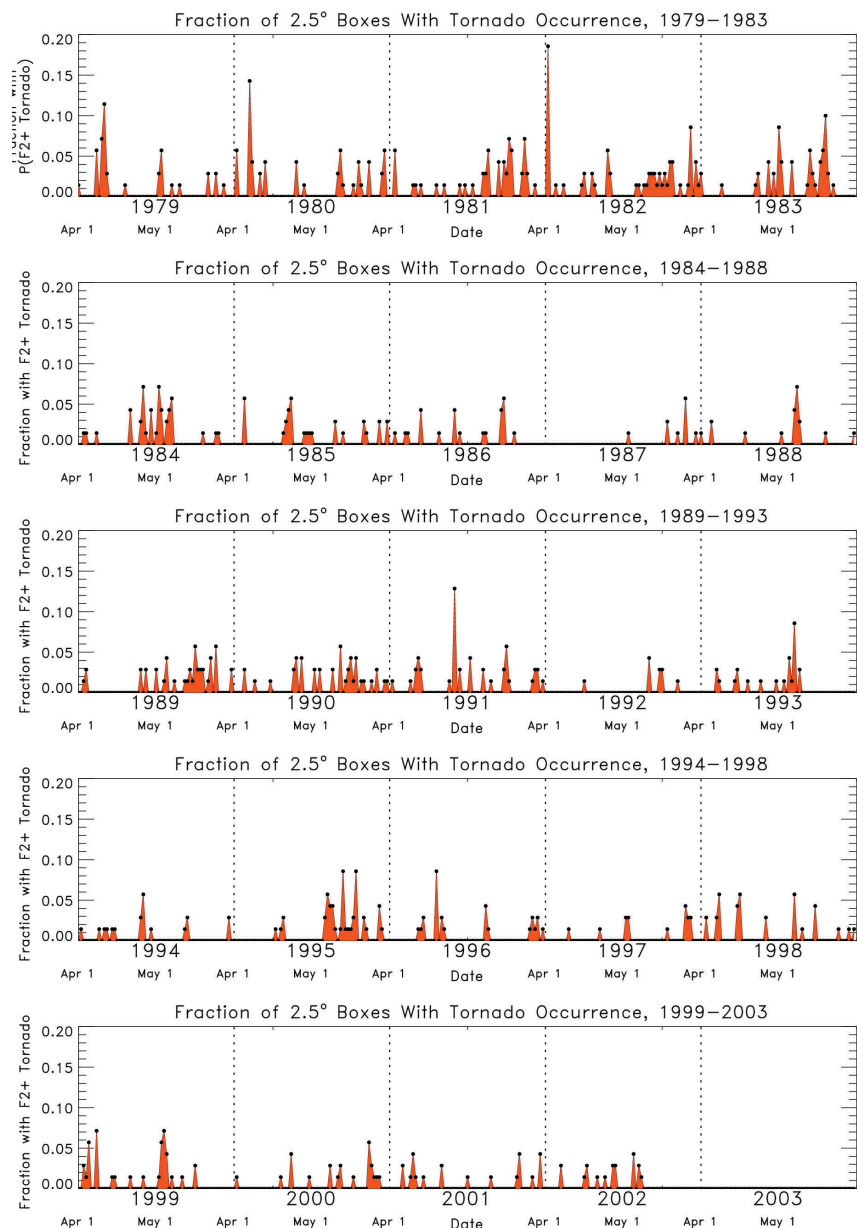 Fraction of 2.5° Boxes With Tornado Occurrence, 1979−1983
P(F2+ Tornado)
0.20
0.15
0.10
0.05
0.00
1979 1980 1981 1982 1983
Apr 1 May 1 Apr 1 May 1 Apr 1 Date Apr 1 May 1 Apr 1 May 1
Fraction of 2.5° Boxes With Tornado Occurrence, 1984−1988
Fraction with F2+ Tornado
0.20
0.15
0.10
0.05
0.00
1984 1985 1986 1987 1988
Apr 1 May 1 Apr 1 May 1 Apr 1 Date Apr 1 May 1 Apr 1 May 1
Fraction of 2.5° Boxes With Tornado Occurrence, 1989−1993
Fraction with F2+ Tornado
0.20
0.15
0.10
0.05
0.00
1989 1990 1991 1992 1993
Apr 1 May 1 Apr 1 May 1 Apr 1 Date Apr 1 May 1 Apr 1 May 1
Fraction of 2.5° Boxes With Tornado Occurrence, 1994−1998
Fraction with F2+ Tornado
0.20
0.15
0.10
0.05
0.00
1994 1995 1996 1997 1998
Apr 1 May 1 Apr 1 May 1 Apr 1 Date Apr 1 May 1 Apr 1 May 1
Fraction of 2.5° Boxes With Tornado Occurrence, 1999−2003
Fraction with F2+ Tornado
0.20
0.15
0.10
0.05
0.00
1999 2000 2001 2002 2003
Apr 1 May 1 Apr 1 May 1 Apr 1 Date Apr 1 May 1 Apr 1 May 1